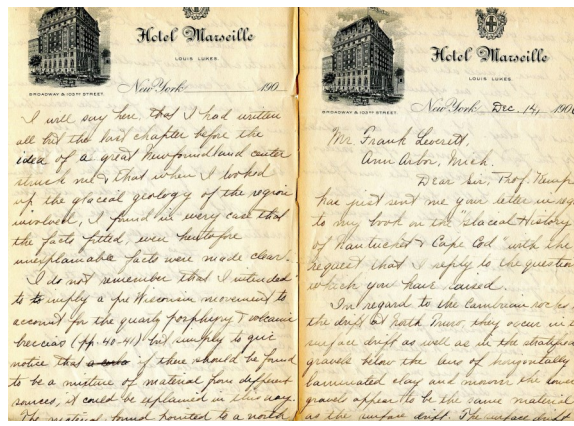 Hotel Marseille
LOUIS LUKES.
BROADWAY & 103RD STREET.
New York 190
I will say here, that I had written
all but the last chapter before the
idea of a great Newfoundland center
struck me & that when I looked
up the glacial geology of the region
involved, I found in every case that
the facts fitted, even heretofore
unexplainable facts were made clear.
I do not remember that I intended
to to imply a pre Wisconsin movement to
account for the quartz porphyry & volcanic
breccias (pp. 40-41) but simply to give
notice that if there should be found
to be a mixture of material from different
sources, it could be explained in this way.
The material found pointed to a north
Hotel Marseille
LOUIS LUKES.
BROADWAY & 103RD STREET.
New York, Dec 14, 190
Mr. Frank Leverett,
Ann Arbor, Mich.
Dear Sir, Prof. Kemp
has just sent me your letter in reg
to my book on the "Glacial History
of Nantucket & Cape Cod" with the
request that I reply to the question
which you have raised.
In regard to the Cambrian rocks in
the drift at North Truro, they occur in
surface drift as well as in the stratified
gravels below the area of horizontally
laminated clay and the lower
gravels appear to be the same material
as the surface drift. The surface drift